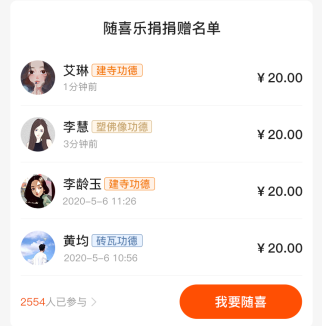 随喜乐捐捐赠名单
艾琳 建寺功德
¥20.00
1分钟前
李慧 塑佛像功德
¥20.00
3分钟前
李龄玉 建寺功德
¥20.00
2020-5-6 11:26
黄均 砖瓦功德
¥20.00
2020-5-6 10:56
2554人已参与 >
我要随喜